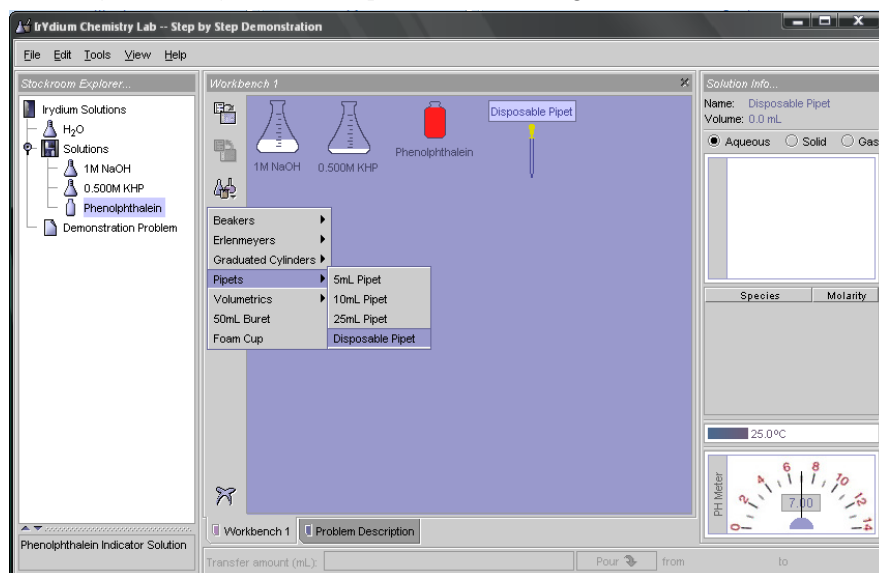 IrYdium Chemistry Lab -- Step by Step Demonstration
File Edit Tools View Help
Stockroom Explorer...
Irydium Solutions
H2O
Solutions
1M NaOH
0.500M KHP
Phenolphthalein
Demonstration Problem
Phenolphthalein Indicator Solution
Workbench 1
1M NaOH
0.500M KHP
Phenolphthalein
Disposable Pipet
Beakers
Erlenmeyers
Graduated Cylinders
Pipets
Volumetrics
50mL Buret
Foam Cup
5mL Pipet
10mL Pipet
25mL Pipet
Disposable Pipet
Workbench 1 Problem Description
Transfer amount (mL): Pour from to
Solution Info...
Name: Disposable Pipet
Volume: 0.0 mL
Aqueous Solid Gas
Species Molarity
25.0ºC
PH Meter
0 2 4 6 8 10 12 14
7.00